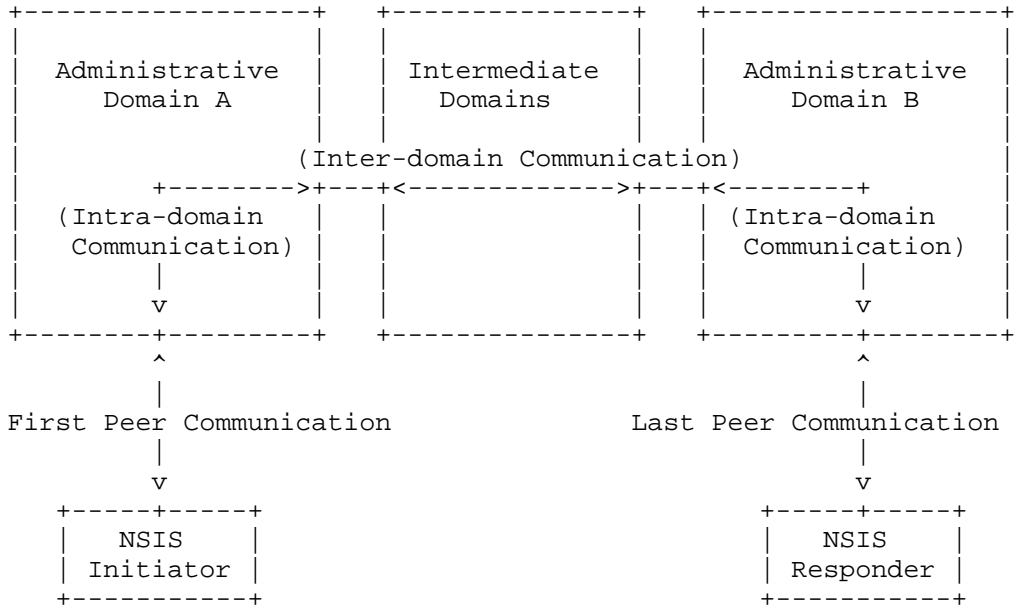 Administrative Intermediate Administrative
Domain A Domains Domain B
(Inter-domain Communication)
(Intra-domain (Intra-domain
Communication) Communication)
First Peer Communication Last Peer Communication
NSIS NSIS
Initiator Responder